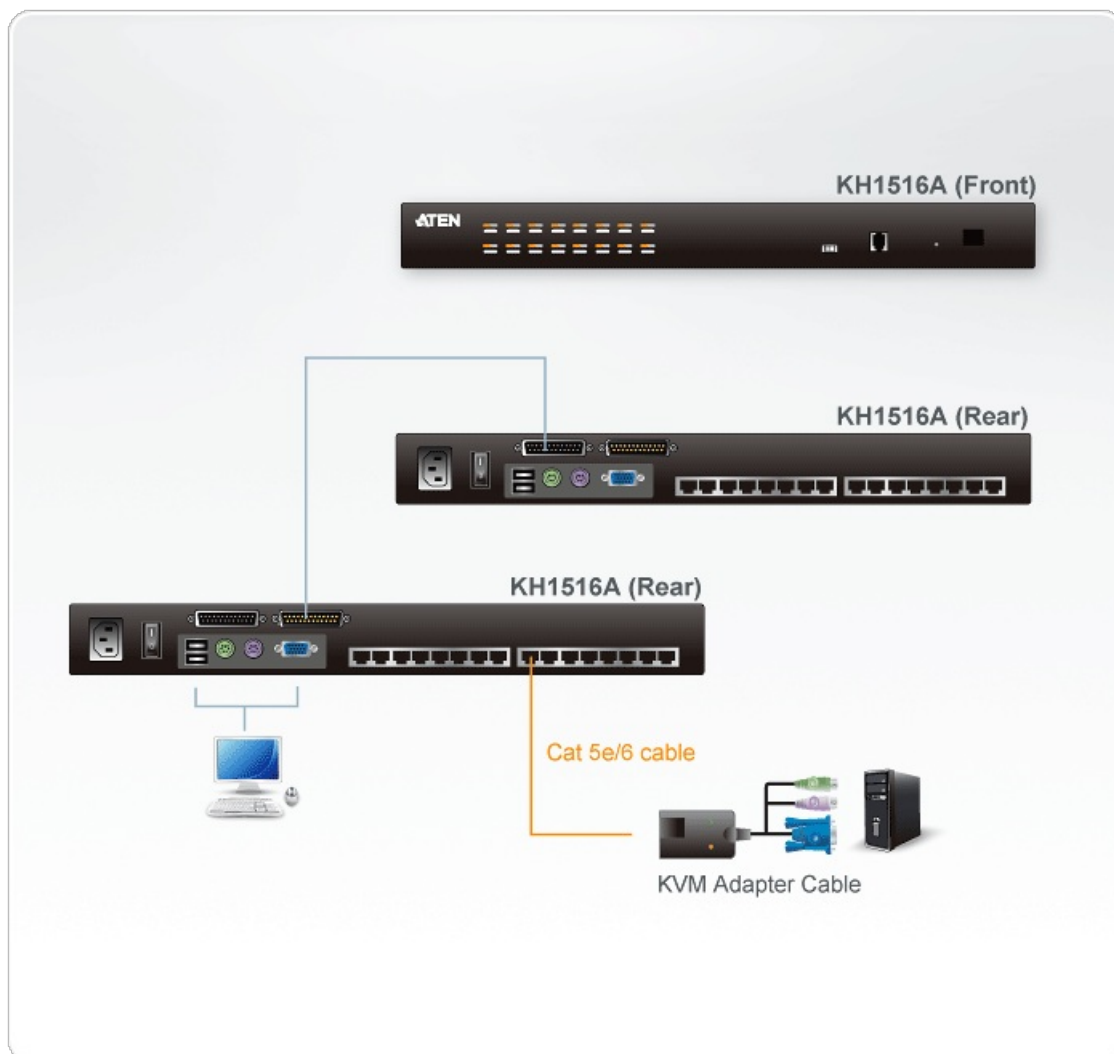 KH1516A (Front)
ATEN
KH1516A (Rear)
KH1516A (Rear)
Cat 5e/6 cable
KVM Adapter Cable